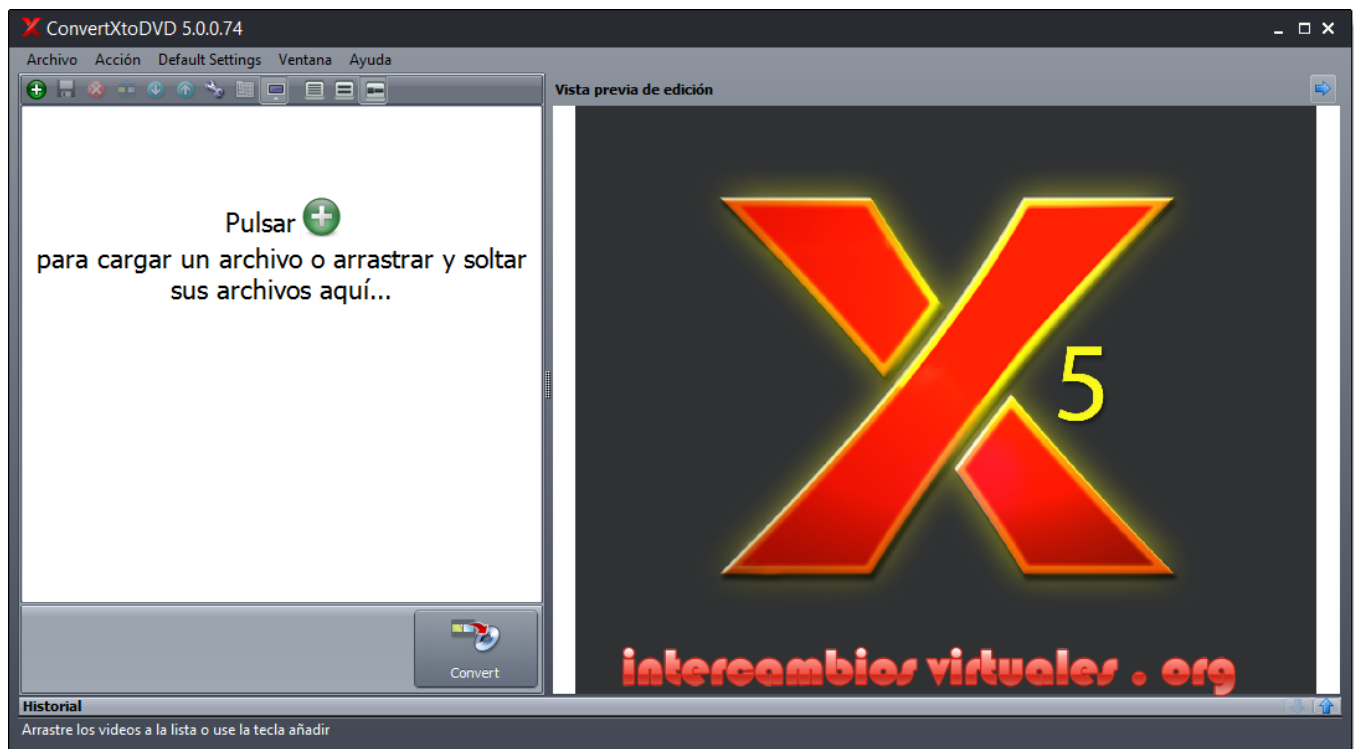 ConvertXtoDVD 5.0.0.74
Archivo Acción Default Settings Ventana Ayuda
Vista previa de edición
Pulsar
para cargar un archivo o arrastrar y soltar
sus archivos aquí...
5
Convert
intercambios virtuales . org
Historial
Arrastre los videos a la lista o use la tecla añadir